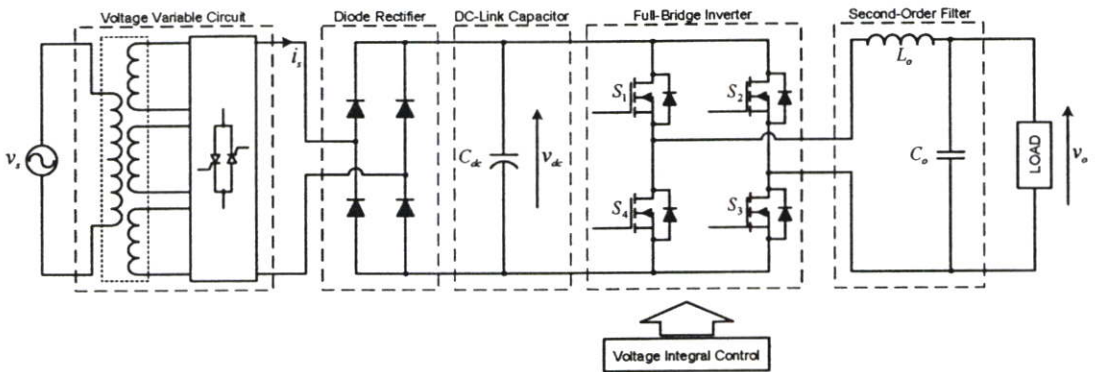 Voltage Variable Circuit
Diode Rectifier
DC-Link Capacitor
Full-Bridge Inverter
Second-Order Filter
v_s
i_s
C_dc
v_dc
S_1
S_2
S_4
S_3
L_o
C_o
LOAD
v_o
Voltage Integral Control